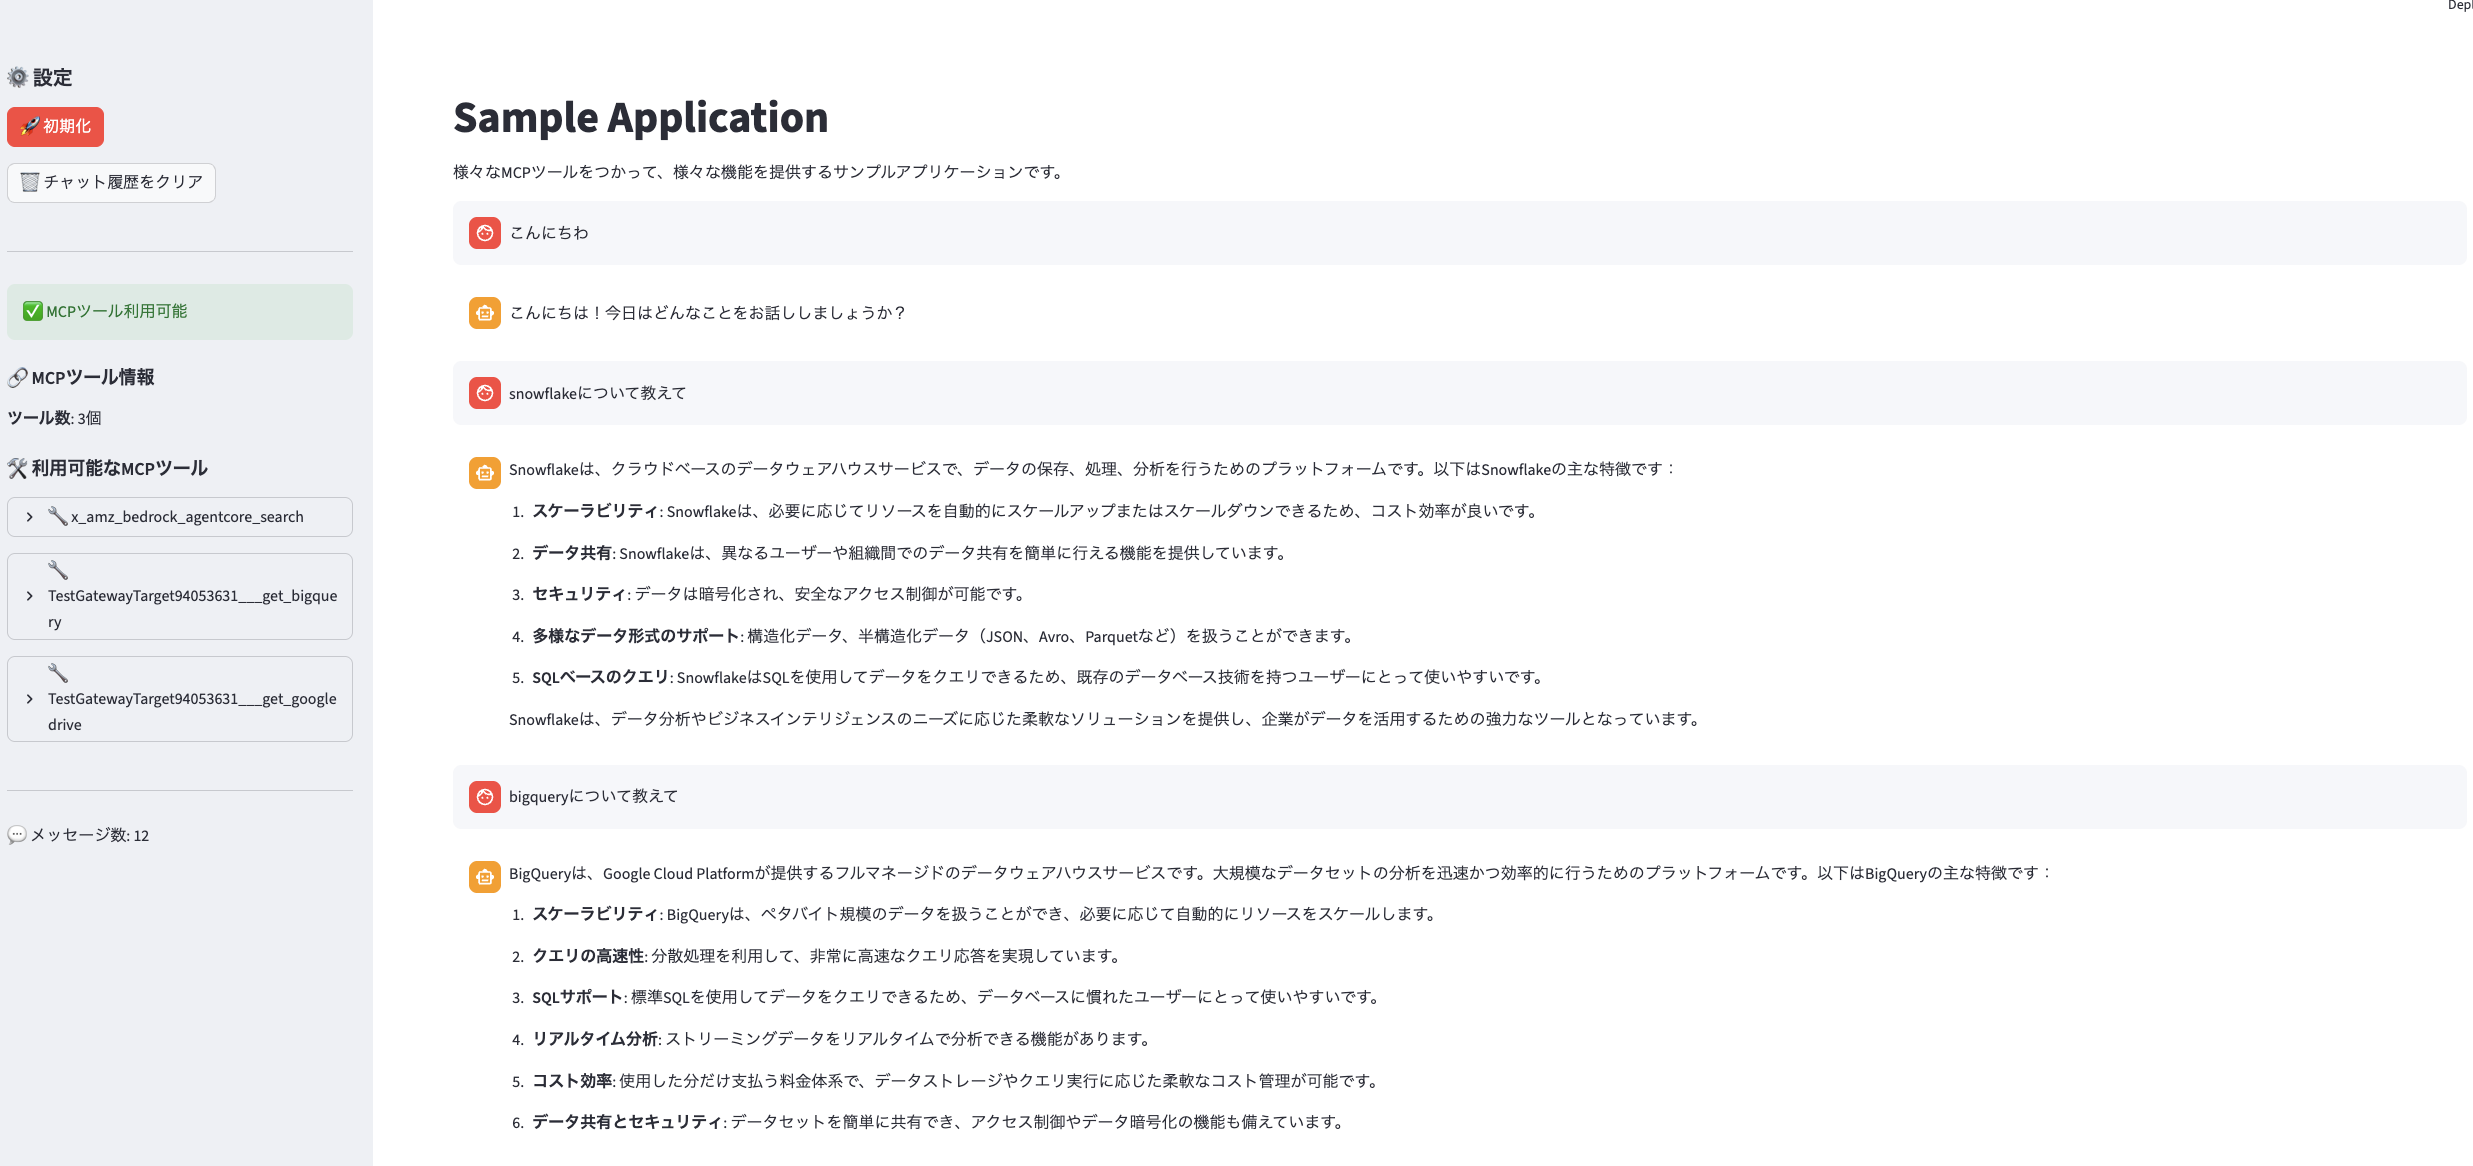 Depl
設定
初期化
チャット履歴をクリア
MCPツール利用可能
MCPツール情報
ツール数: 3個
利用可能なMCPツール
x_amz_bedrock_agentcore_search
TestGatewayTarget94053631___get_bigque
ry
TestGatewayTarget94053631___get_google
drive
メッセージ数: 12
Sample Application
様々なMCPツールをつかって、様々な機能を提供するサンプルアプリケーションです。
こんにちわ
こんにちは！今日はどんなことをお話ししましょうか？
snowflakeについて教えて
Snowflakeは、クラウドベースのデータウェアハウスサービスで、データの保存、処理、分析を行うためのプラットフォームです。以下はSnowflakeの主な特徴です：
1. スケーラビリティ: Snowflakeは、必要に応じてリソースを自動的にスケールアップまたはスケールダウンできるため、コスト効率が良いです。
2. データ共有: Snowflakeは、異なるユーザーや組織間でのデータ共有を簡単に行える機能を提供しています。
3. セキュリティ: データは暗号化され、安全なアクセス制御が可能です。
4. 多様なデータ形式のサポート: 構造化データ、半構造化データ（JSON、Avro、Parquetなど）を扱うことができます。
5. SQLベースのクエリ: SnowflakeはSQLを使用してデータをクエリできるため、既存のデータベース技術を持つユーザーにとって使いやすいです。
Snowflakeは、データ分析やビジネスインテリジェンスのニーズに応じた柔軟なソリューションを提供し、企業がデータを活用するための強力なツールとなっています。
bigqueryについて教えて
BigQueryは、Google Cloud Platformが提供するフルマネージドのデータウェアハウスサービスです。大規模なデータセットの分析を迅速かつ効率的に行うためのプラットフォームです。以下はBigQueryの主な特徴です：
1. スケーラビリティ: BigQueryは、ペタバイト規模のデータを扱うことができ、必要に応じて自動的にリソースをスケールします。
2. クエリの高速性: 分散処理を利用して、非常に高速なクエリ応答を実現しています。
3. SQLサポート: 標準SQLを使用してデータをクエリできるため、データベースに慣れたユーザーにとって使いやすいです。
4. リアルタイム分析: ストリーミングデータをリアルタイムで分析できる機能があります。
5. コスト効率: 使用した分だけ支払う料金体系で、データストレージやクエリ実行に応じた柔軟なコスト管理が可能です。
6. データ共有とセキュリティ: データセットを簡単に共有でき、アクセス制御やデータ暗号化の機能も備えています。